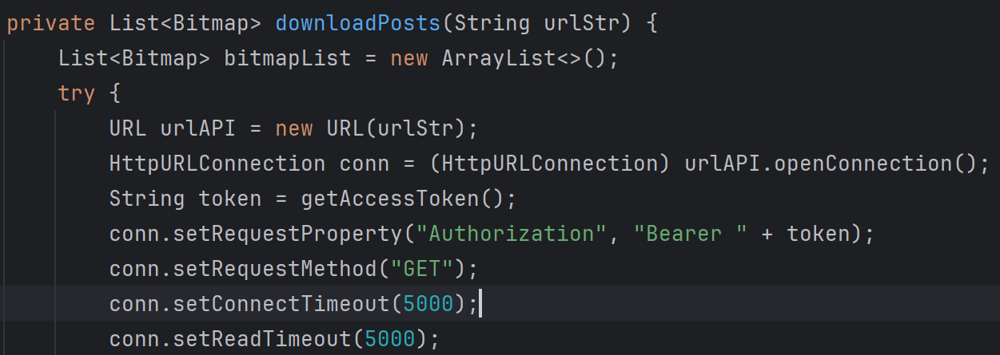 private List<Bitmap> downloadPosts(String urlStr) {
    List<Bitmap> bitmapList = new ArrayList<>();
    try {
        URL urlAPI = new URL(urlStr);
        HttpURLConnection conn = (HttpURLConnection) urlAPI.openConnection();
        String token = getAccessToken();
        conn.setRequestProperty("Authorization", "Bearer " + token);
        conn.setRequestMethod("GET");
        conn.setConnectTimeout(5000);
        conn.setReadTimeout(5000);